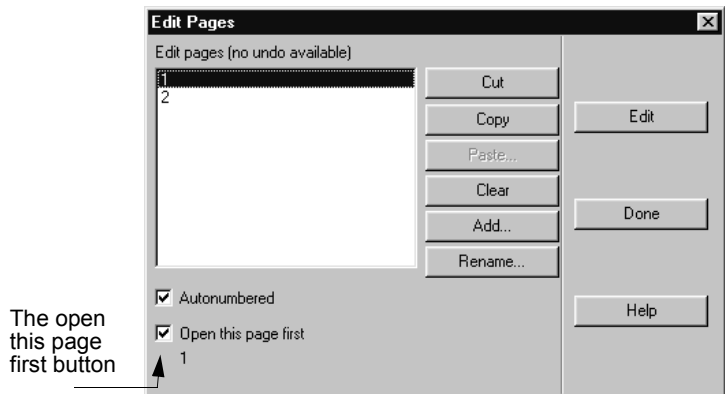 Edit Pages
Edit pages (no undo available)
1
2
Cut
Copy
Paste...
Clear
Add...
Rename...
Edit
Done
Help
Autonumbered
Open this page first
1
The open
this page
first button